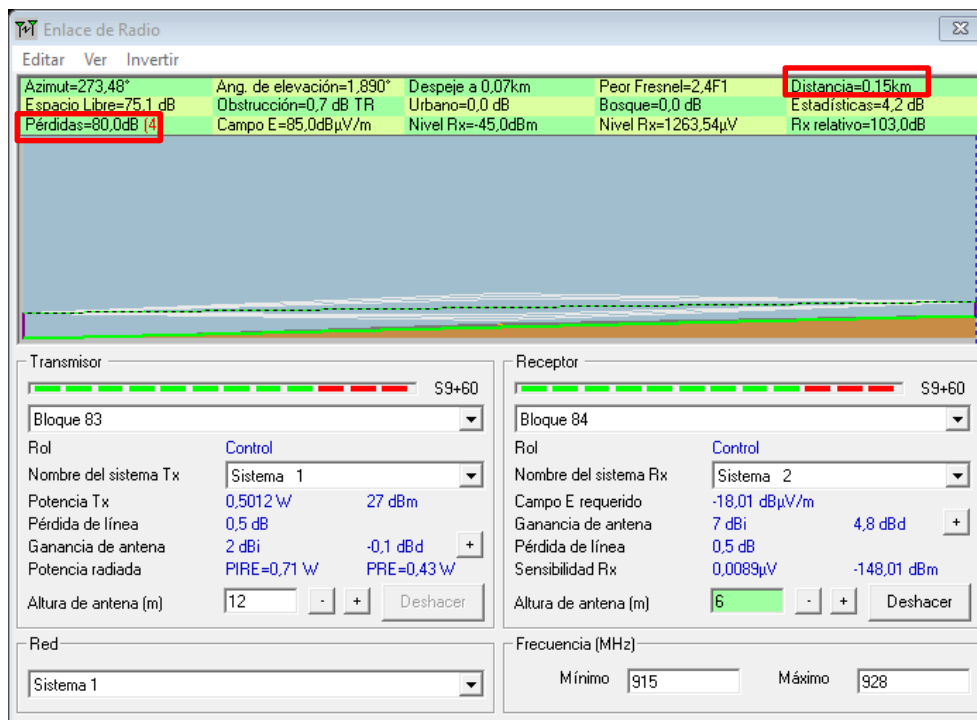 Enlace de Radio
Editar Ver Invertir
Azimut=273,48° Ang. de elevación=1,890° Despeje a 0,07km Peor Fresnel=2,4F1 Distancia=0,15km
Espacio Libre=75,1 dB Obstrucción=0,7 dB TR Urbano=0,0 dB Bosque=0,0 dB Estadísticas=4,2 dB
Pérdidas=80,0dB (4 Campo E=85,0dBµV/m Nivel Rx=-45,0dBm Nivel Rx=1263,54µV Rx relativo=103,0dB
Transmisor
S9+60
Bloque 83
Rol Control
Nombre del sistema Tx Sistema 1
Potencia Tx 0,5012 W 27 dBm
Pérdida de línea 0,5 dB
Ganancia de antena 2 dBi -0,1 dBd +
Potencia radiada PIRE=0,71 W PRE=0,43 W
Altura de antena (m) 12 - + Deshacer
Red
Sistema 1
Receptor
S9+60
Bloque 84
Rol Control
Nombre del sistema Rx Sistema 2
Campo E requerido -18,01 dBµV/m
Ganancia de antena 7 dBi 4,8 dBd +
Pérdida de línea 0,5 dB
Sensibilidad Rx 0,0089µV -148,01 dBm
Altura de antena (m) 6 - + Deshacer
Frecuencia (MHz)
Mínimo 915 Máximo 928